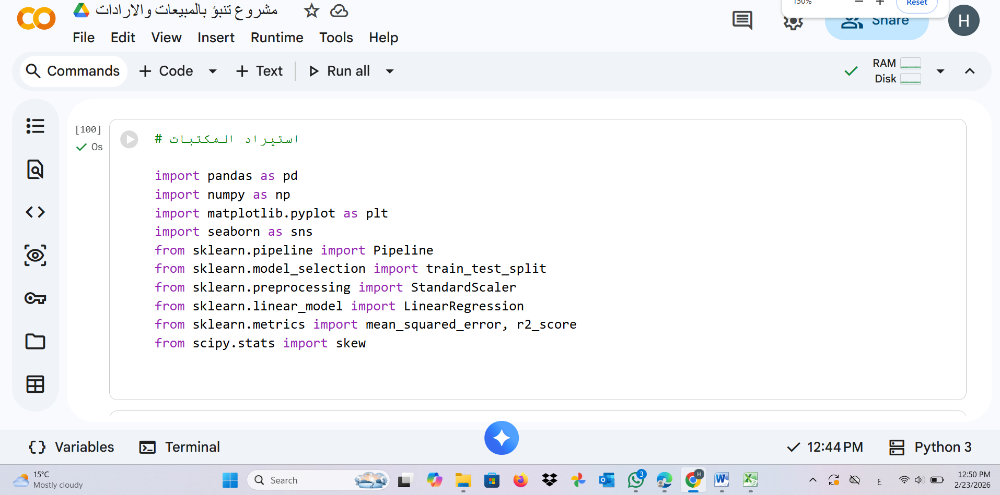 مشروع تنبؤ بالمبيعات والارادات
150%
Reset
File Edit View Insert Runtime Tools Help
Share
H
Commands
Code
Text
Run all
RAM
Disk
[100]
0s
# استيراد المكتبات
import pandas as pd
import numpy as np
import matplotlib.pyplot as plt
import seaborn as sns
from sklearn.pipeline import Pipeline
from sklearn.model_selection import train_test_split
from sklearn.preprocessing import StandardScaler
from sklearn.linear_model import LinearRegression
from sklearn.metrics import mean_squared_error, r2_score
from scipy.stats import skew
{} Variables
Terminal
12:44 PM
Python 3
15°C
Mostly cloudy
Search
H
3
ع
12:50 PM
2/23/2026